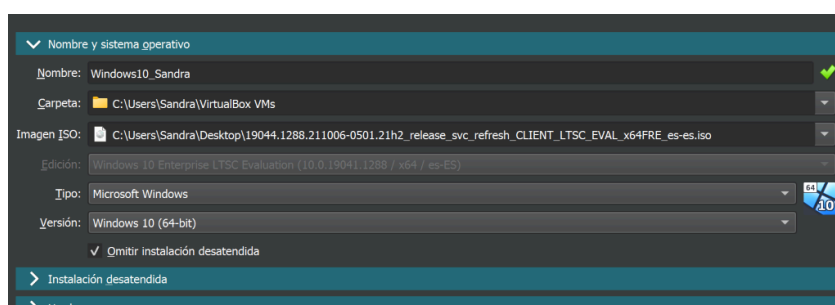 Nombre y sistema operativo
Nombre: Windows10_Sandra
Carpeta: C:\Users\Sandra\VirtualBox VMs
Imagen ISO: C:\Users\Sandra\Desktop\19044.1288.211006-0501.21h2_release_svc_refresh_CLIENT_LTSC_EVAL_x64FRE_es-es.iso
Edición: Windows 10 Enterprise LTSC Evaluation (10.0.19041.1288 / x64 / es-ES)
Tipo: Microsoft Windows
64
10
Versión: Windows 10 (64-bit)
Omitir instalación desatendida
Instalación desatendida